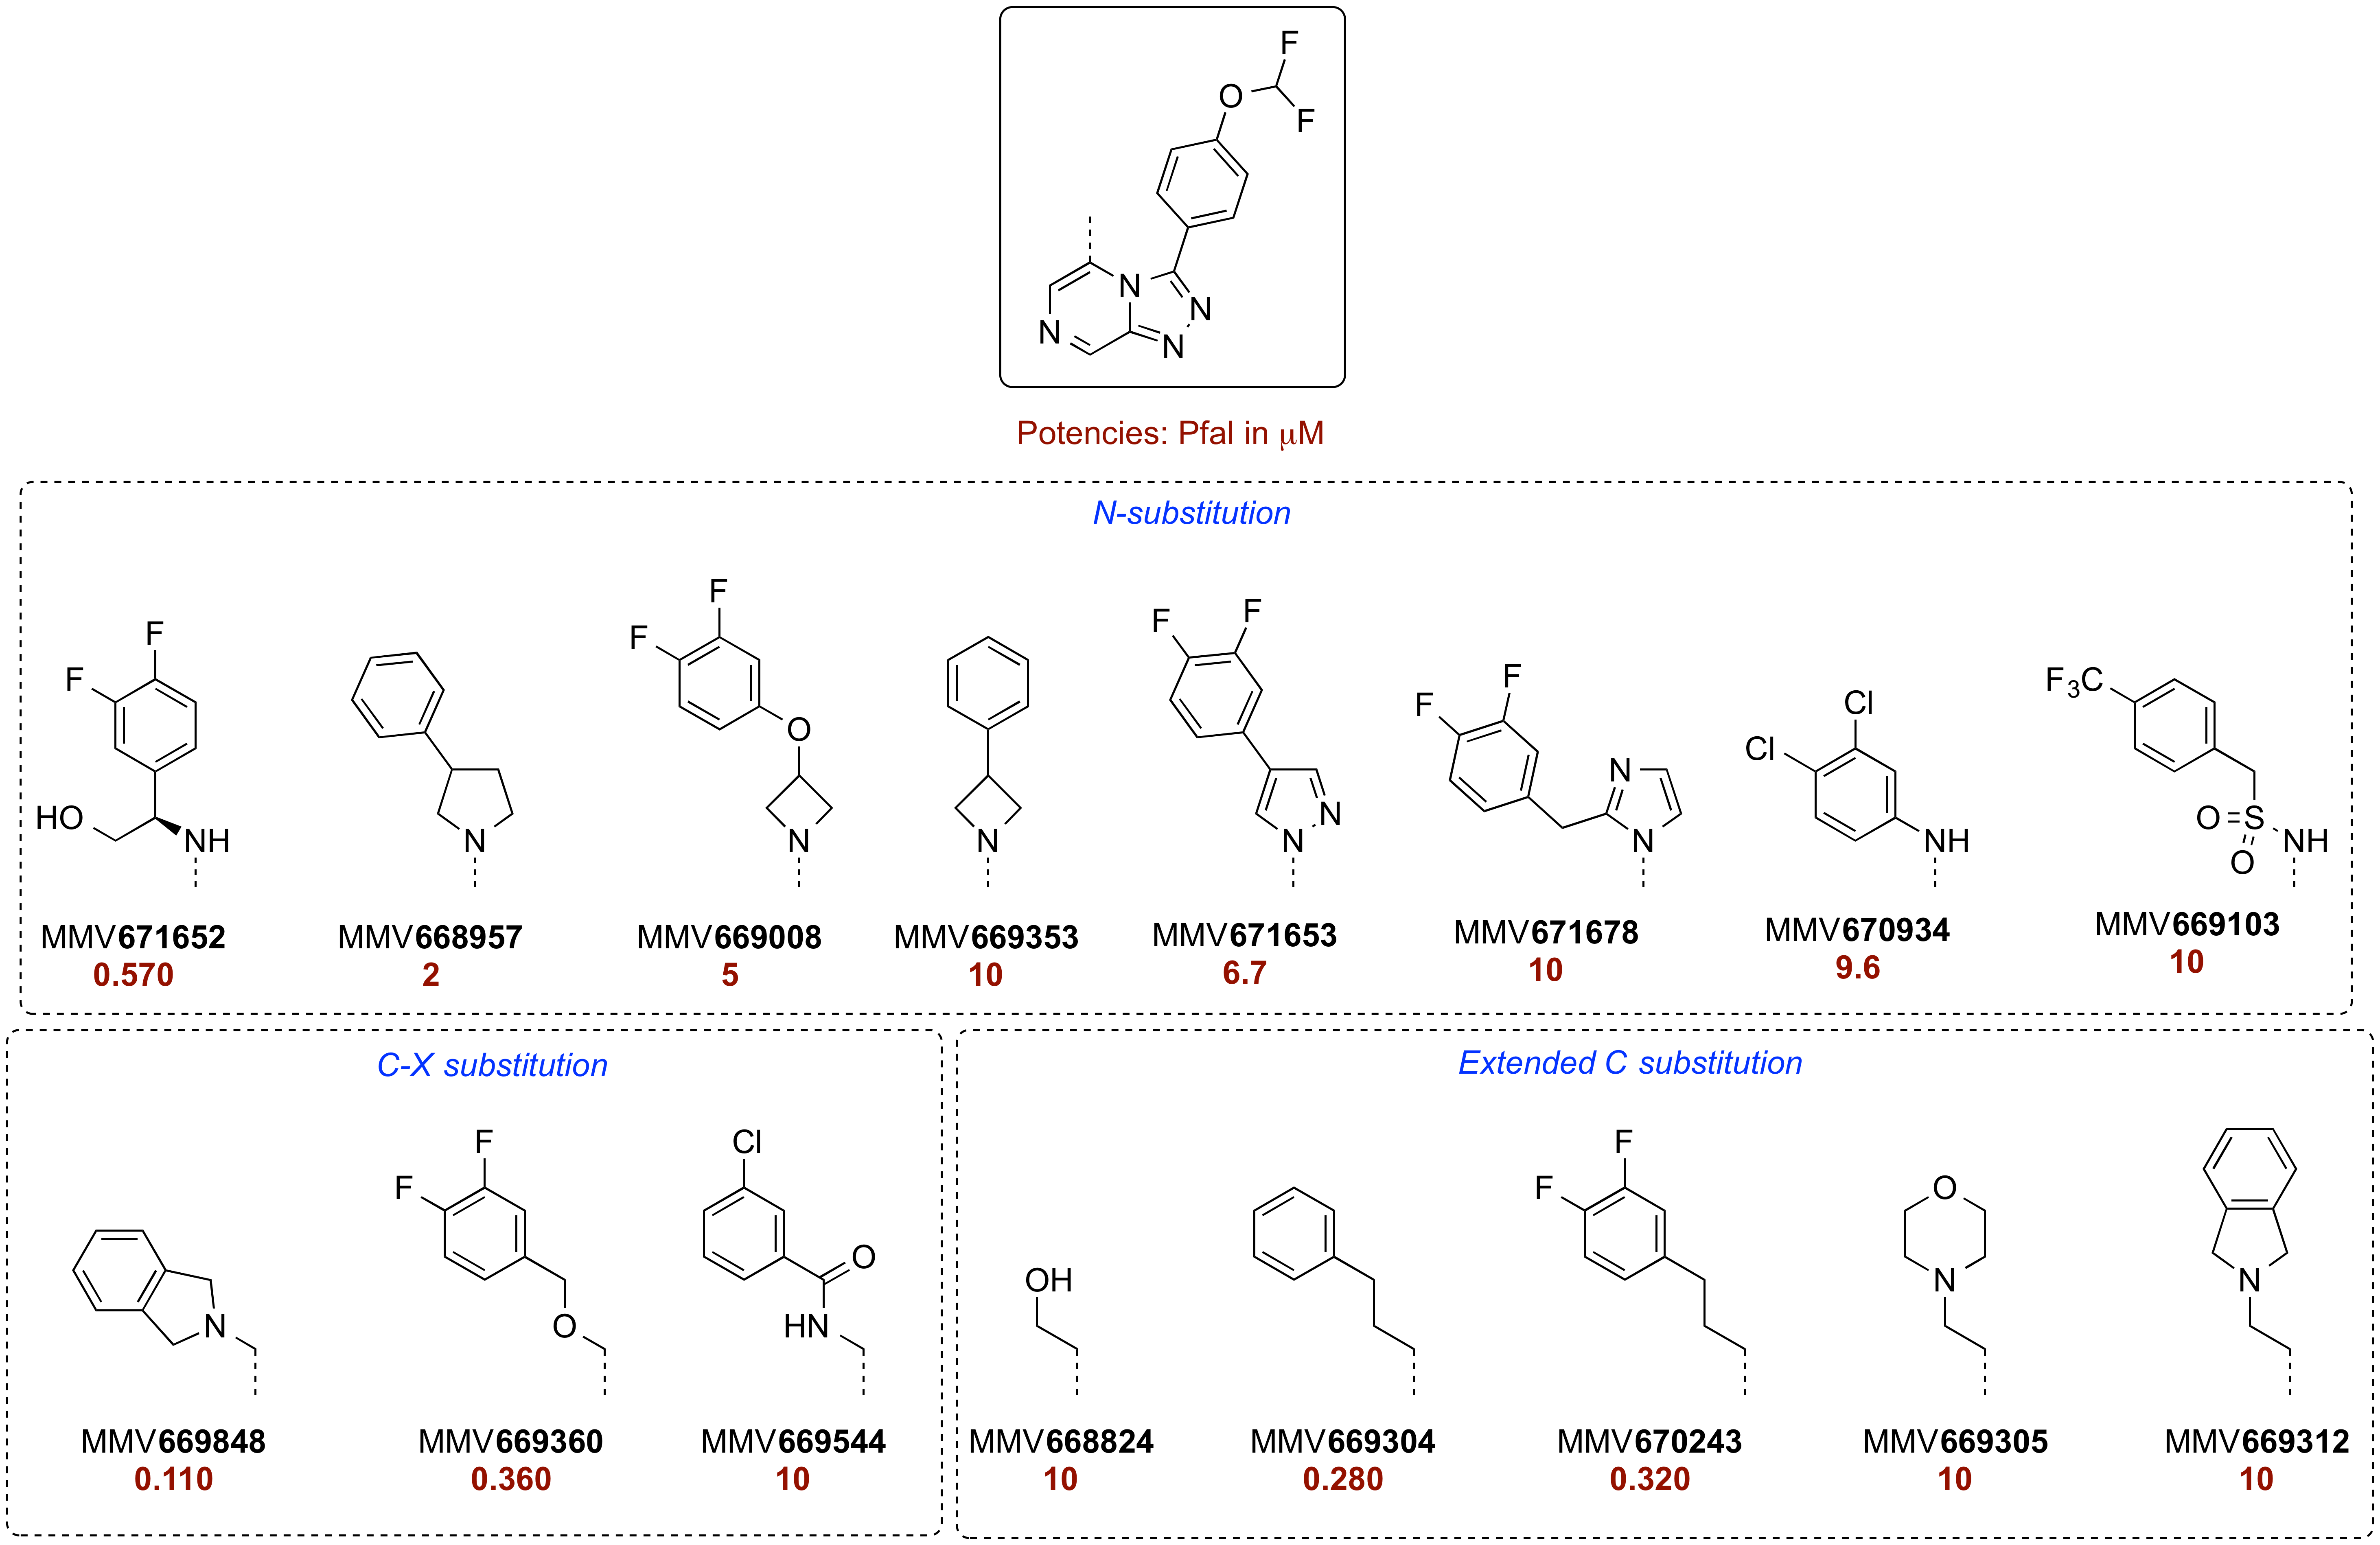 F
O
F
N
N
N
N
Potencies: Pfal in μM
N-substitution
F
F
HO
NH
MMV671652
0.570
N
MMV668957
2
F
F
O
N
MMV669008
5
N
MMV669353
10
F
F
N
N
MMV671653
6.7
F
F
N
N
MMV671678
10
Cl
Cl
NH
MMV670934
9.6
F3C
O=S
NH
O
MMV669103
10
C-X substitution
N
MMV669848
0.110
F
F
O
MMV669360
0.360
Cl
O
HN
MMV669544
10
Extended C substitution
OH
MMV668824
10
MMV669304
0.280
F
F
MMV670243
0.320
O
N
MMV669305
10
N
MMV669312
10